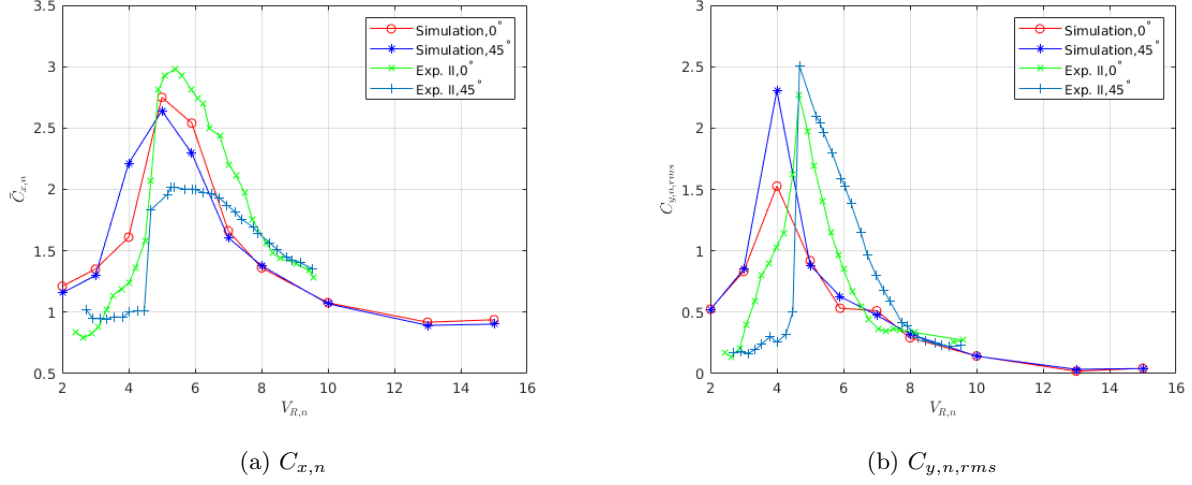 3.5
3
2.5
2
1.5
1
0.5
2 4 6 8 10 12 14 16
C̄x,n
VR,n
Simulation,0°
Simulation,45°
Exp. II,0°
Exp. II,45°
(a) Cx,n
3
2.5
2
1.5
1
0.5
0
2 4 6 8 10 12 14 16
Cy,n,rms
VR,n
Simulation,0°
Simulation,45°
Exp. II,0°
Exp. II,45°
(b) Cy,n,rms